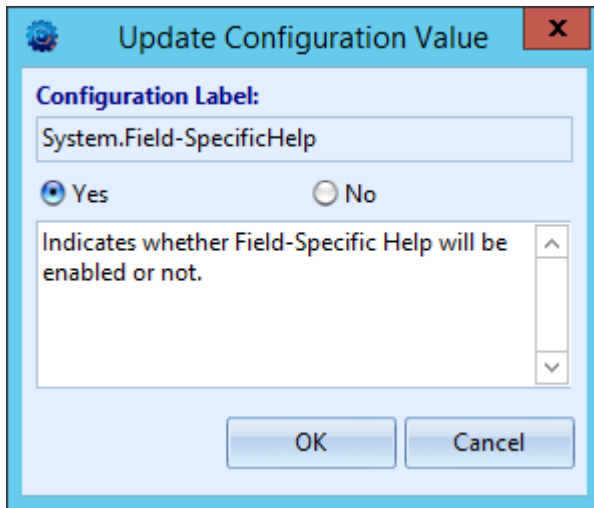 Update Configuration Value
x
Configuration Label:
System.Field-SpecificHelp
Yes No
Indicates whether Field-Specific Help will be
enabled or not.
OK Cancel